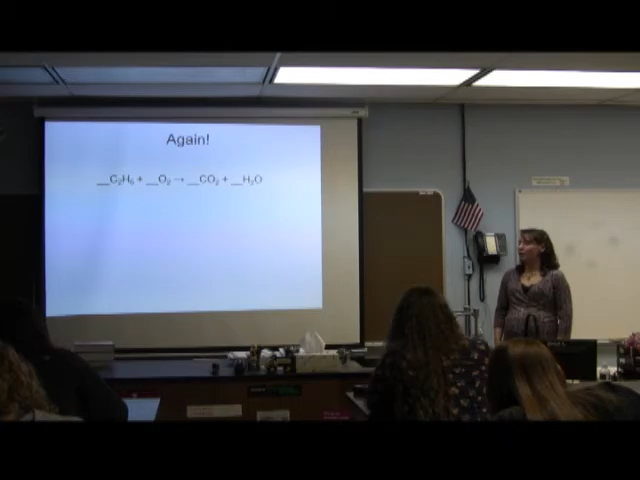 Again!
__C₂H₆ + __O₂ → __CO₂ + __H₂O